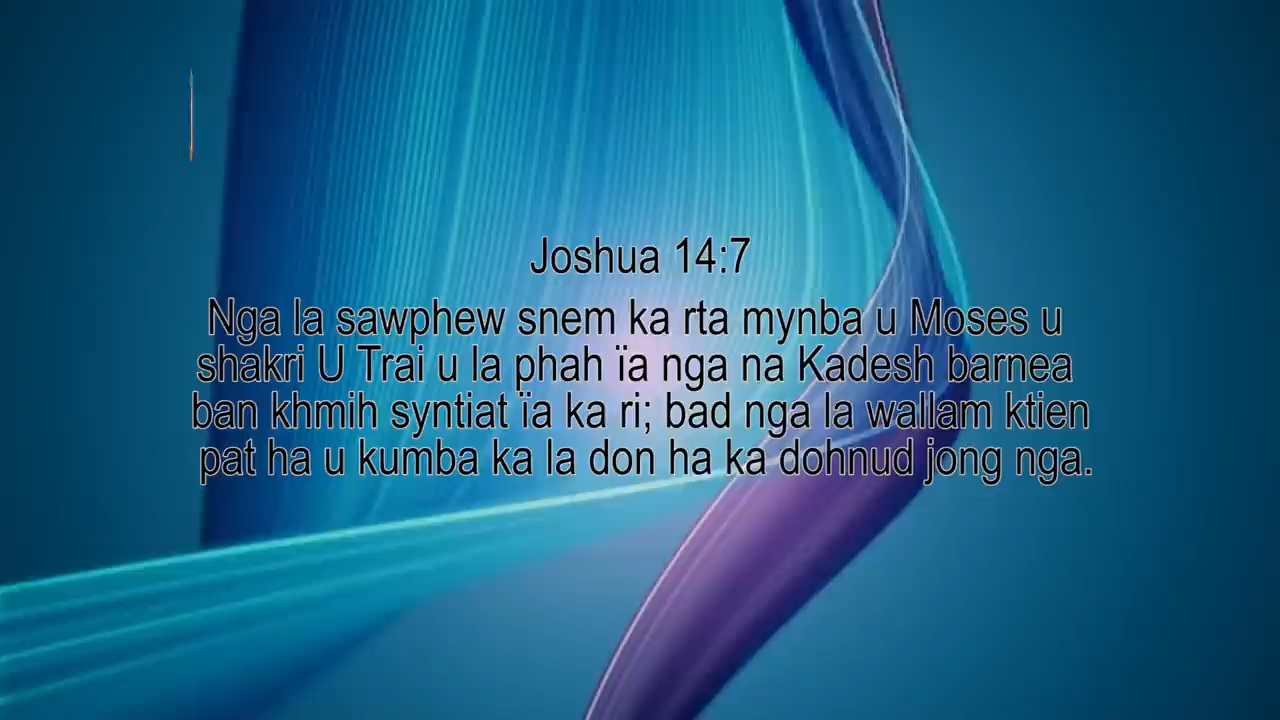 Joshua 14:7
Nga la sawphew snem ka rta mynba u Moses u
shakri U Trai u la phah ïa nga na Kadesh barnea
ban khmih syntiat ïa ka ri; bad nga la wallam ktien
pat ha u kumba ka la don ha ka dohnud jong nga.